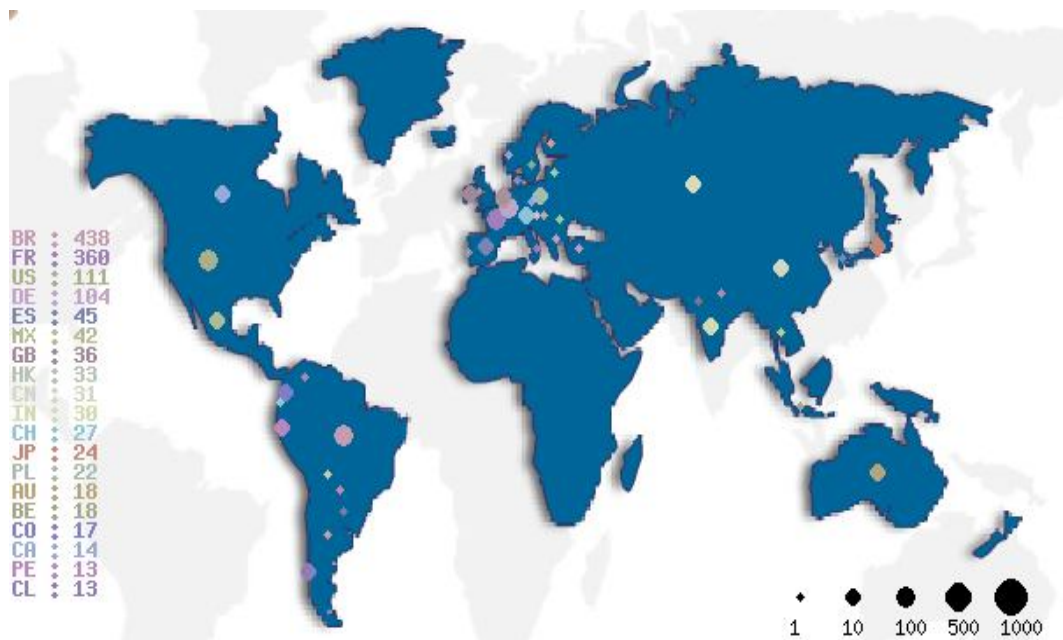 BR : 438
FR : 360
US : 111
DE : 104
ES : 45
MX : 42
GB : 36
HK : 33
CN : 31
IN : 30
CH : 27
JP : 24
PL : 22
AU : 18
BE : 18
CO : 17
CA : 14
PE : 13
CL : 13
1 10 100 500 1000